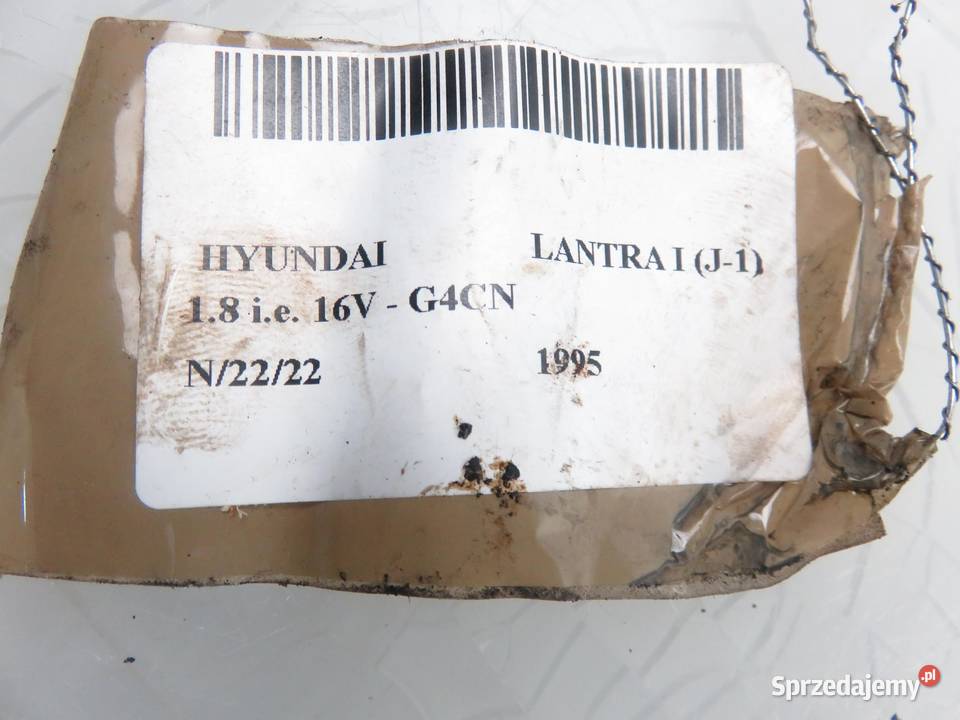 HYUNDAI LANTRA I (J-1)
1.8 i.e. 16V - G4CN
N/22/22 1995
Sprzedajemy.pl